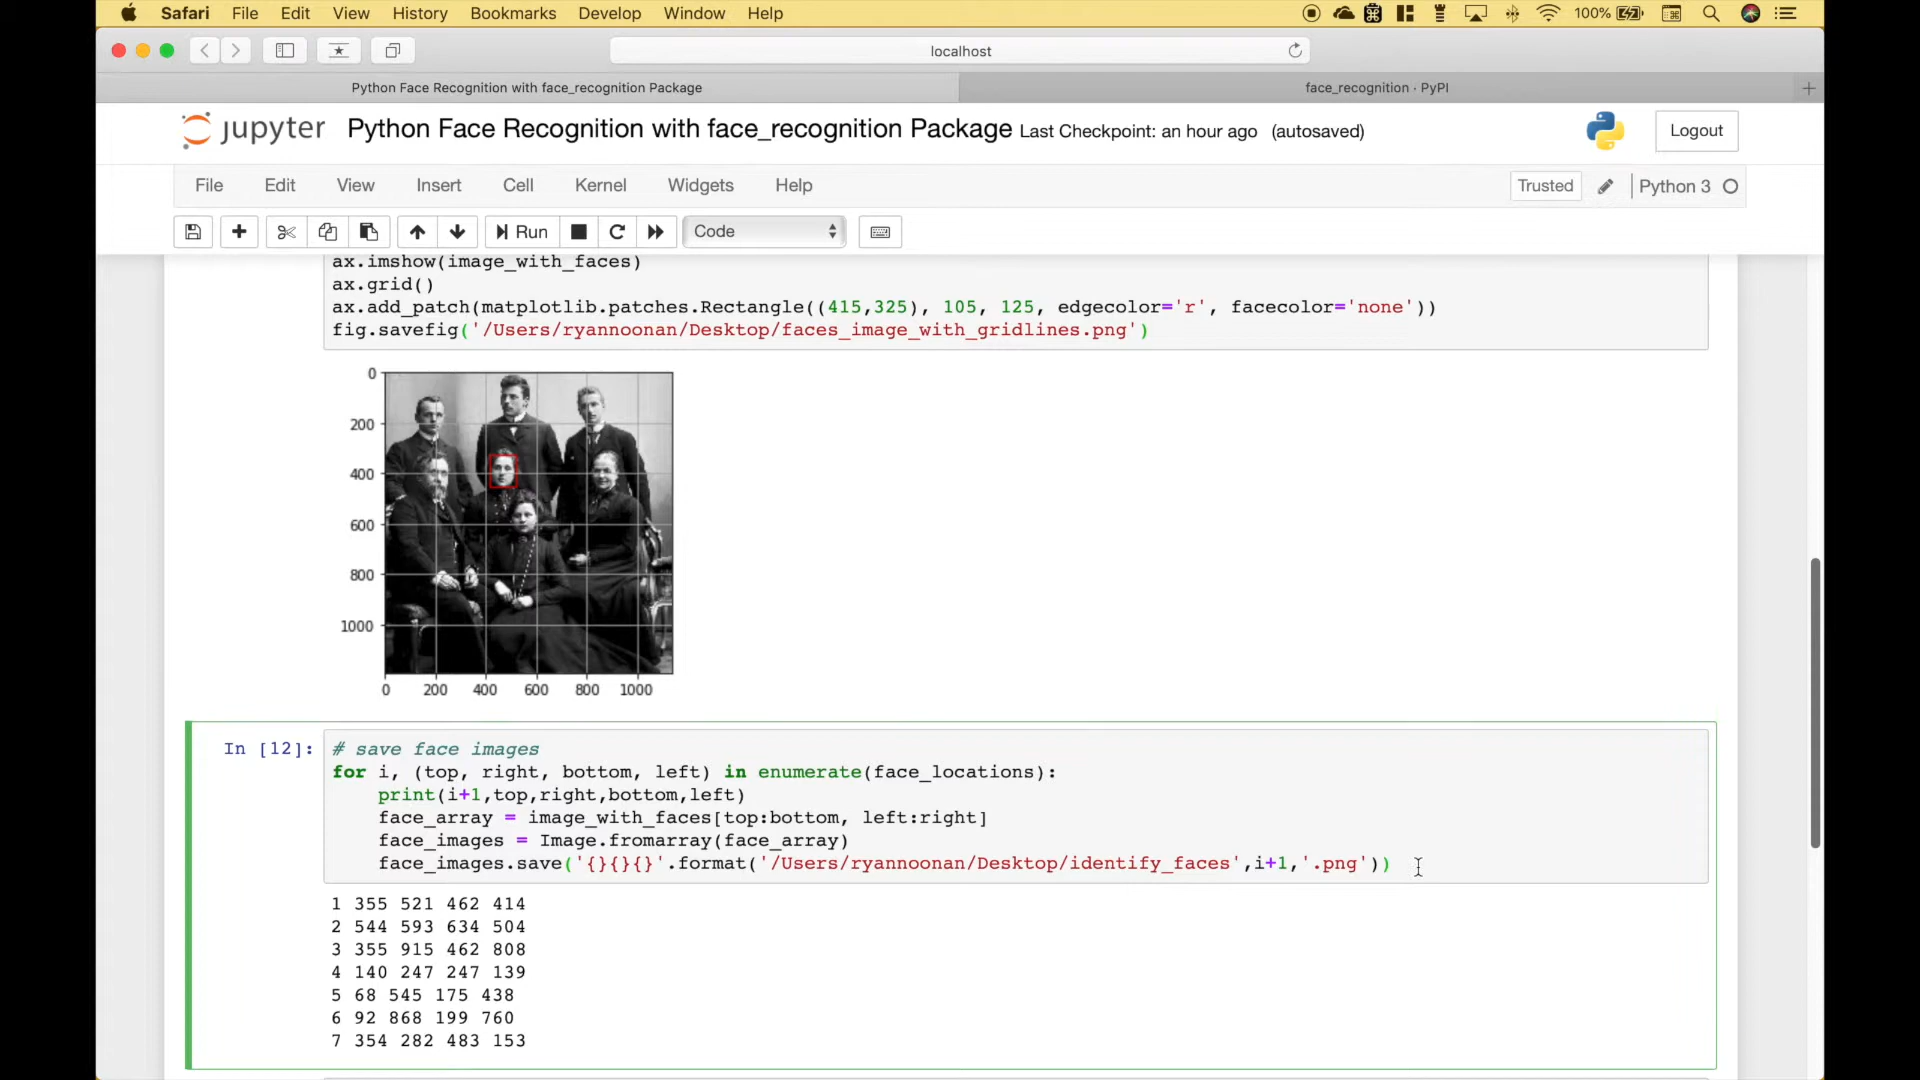 Safari File Edit View History Bookmarks Develop Window Help 100%
localhost
Python Face Recognition with face_recognition Package face_recognition · PyPI
jupyter Python Face Recognition with face_recognition Package Last Checkpoint: an hour ago (autosaved) Logout
File Edit View Insert Cell Kernel Widgets Help Trusted Python 3
Run Code
ax.imshow(image_with_faces)
ax.grid()
ax.add_patch(matplotlib.patches.Rectangle((415,325), 105, 125, edgecolor='r', facecolor='none'))
fig.savefig('/Users/ryannoonan/Desktop/faces_image_with_gridlines.png')
0
200
400
600
800
1000
0 200 400 600 800 1000
In [12]: # save face images
for i, (top, right, bottom, left) in enumerate(face_locations):
print(i+1,top,right,bottom,left)
face_array = image_with_faces[top:bottom, left:right]
face_images = Image.fromarray(face_array)
face_images.save('{}{}{}'.format('/Users/ryannoonan/Desktop/identify_faces',i+1,'.png'))
1 355 521 462 414
2 544 593 634 504
3 355 915 462 808
4 140 247 247 139
5 68 545 175 438
6 92 868 199 760
7 354 282 483 153